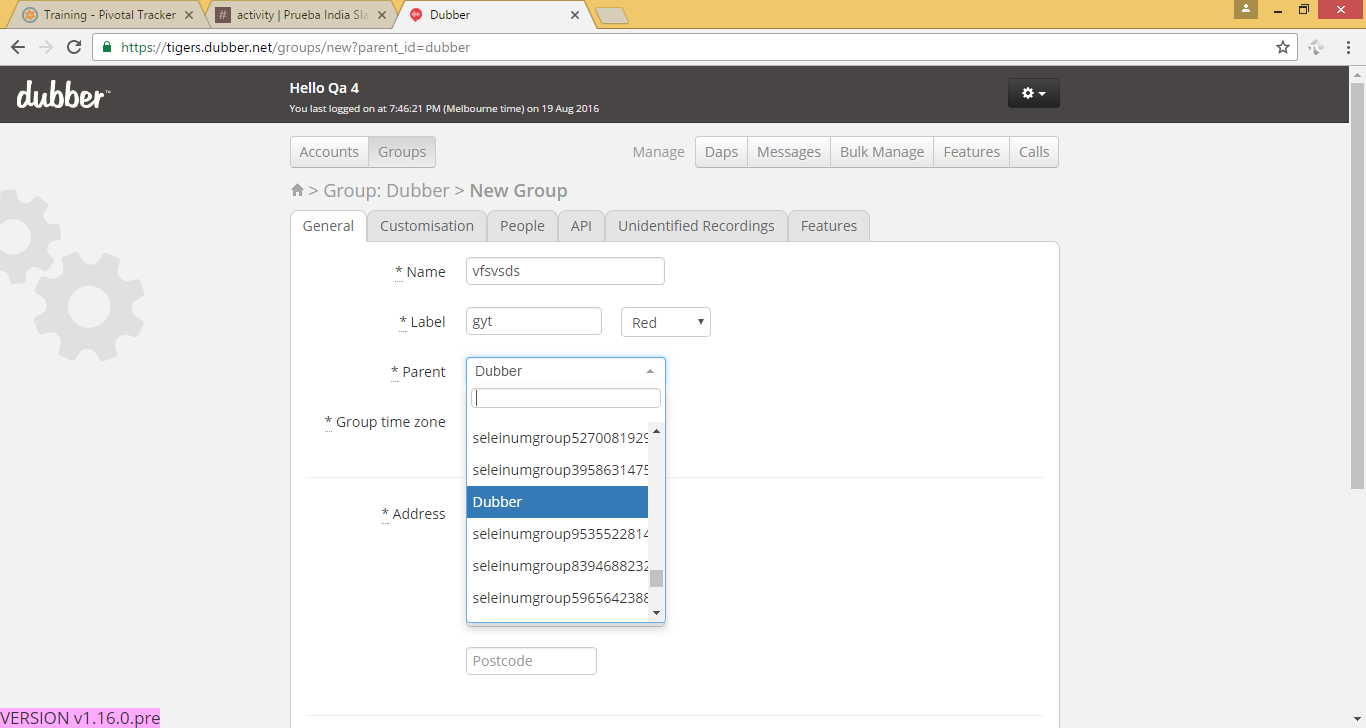 Training - Pivotal Tracker
# activity | Prueba India Sla
Dubber
https://tigers.dubber.net/groups/new?parent_id=dubber
dubber™
Hello Qa 4
You last logged on at 7:46:21 PM (Melbourne time) on 19 Aug 2016
Accounts Groups Manage Daps Messages Bulk Manage Features Calls
> Group: Dubber > New Group
General Customisation People API Unidentified Recordings Features
* Name vfsvsds
* Label gyt Red
* Parent Dubber
* Group time zone
seleinumgroup5270081929
seleinumgroup3958631475
Dubber
* Address
seleinumgroup9535522814
seleinumgroup8394688232
seleinumgroup5965642388
Postcode
VERSION v1.16.0.pre